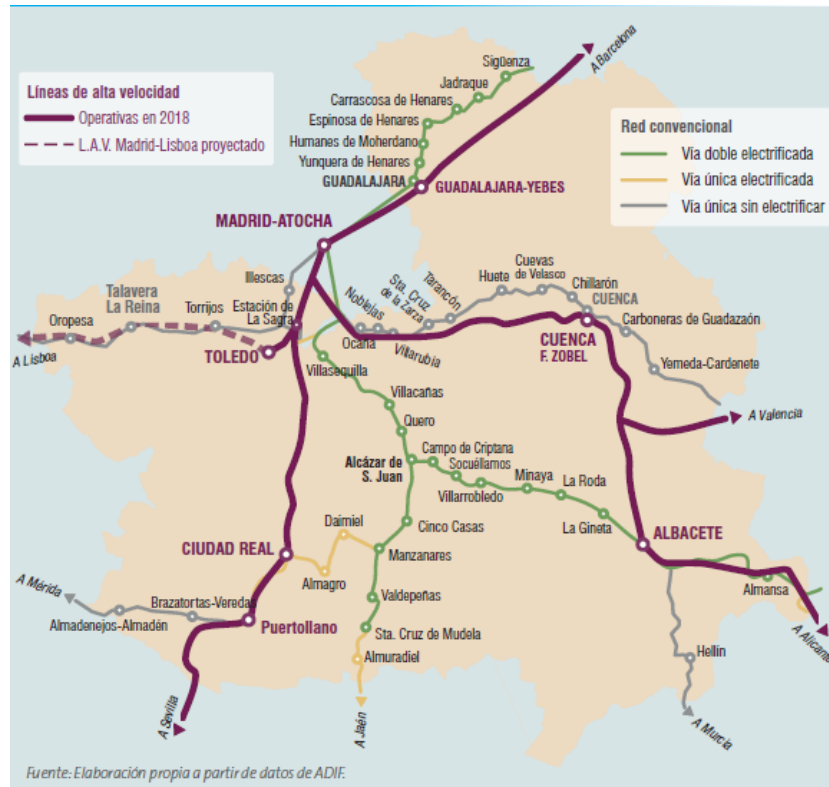 Líneas de alta velocidad
Operativas en 2018
L.A.V. Madrid-Lisboa proyectado
Red convencional
Vía doble electrificada
Vía única electrificada
Vía única sin electrificar
A Barcelona
Sigüenza
Jadraque
Carrascosa de Henares
Espinosa de Henares
Humanes de Moherdano
Yunquera de Henares
GUADALAJARA
GUADALAJARA-YEBES
MADRID-ATOCHA
Illescas
Talavera
La Reina
Torrijos
Estación de
La Sagra
Oropesa
A Lisboa
TOLEDO
Noblejas
Sta. Cruz
de la Zarza
Tarancón
Huete
Cuevas
de Velasco
Chillarón
CUENCA
Ocaña
Villarubia
CUENCA
F. ZOBEL
Carboneras de Guadazaón
Yemeda-Cardenete
A Valencia
Villasequilla
Villacañas
Quero
Alcázar de
S. Juan
Campo de Criptana
Socuéllamos
Villarrobledo
Minaya
La Roda
La Gineta
ALBACETE
Cinco Casas
Daimiel
Manzanares
CIUDAD REAL
Almagro
Valdepeñas
Almansa
A Alicante
A Mérida
Brazatortas-Veredas
Almadenejos-Almadén
Puertollano
Sta. Cruz de Mudela
Almuradiel
Hellín
A Sevilla
A Jaén
A Murcia
Fuente: Elaboración propia a partir de datos de ADIF.